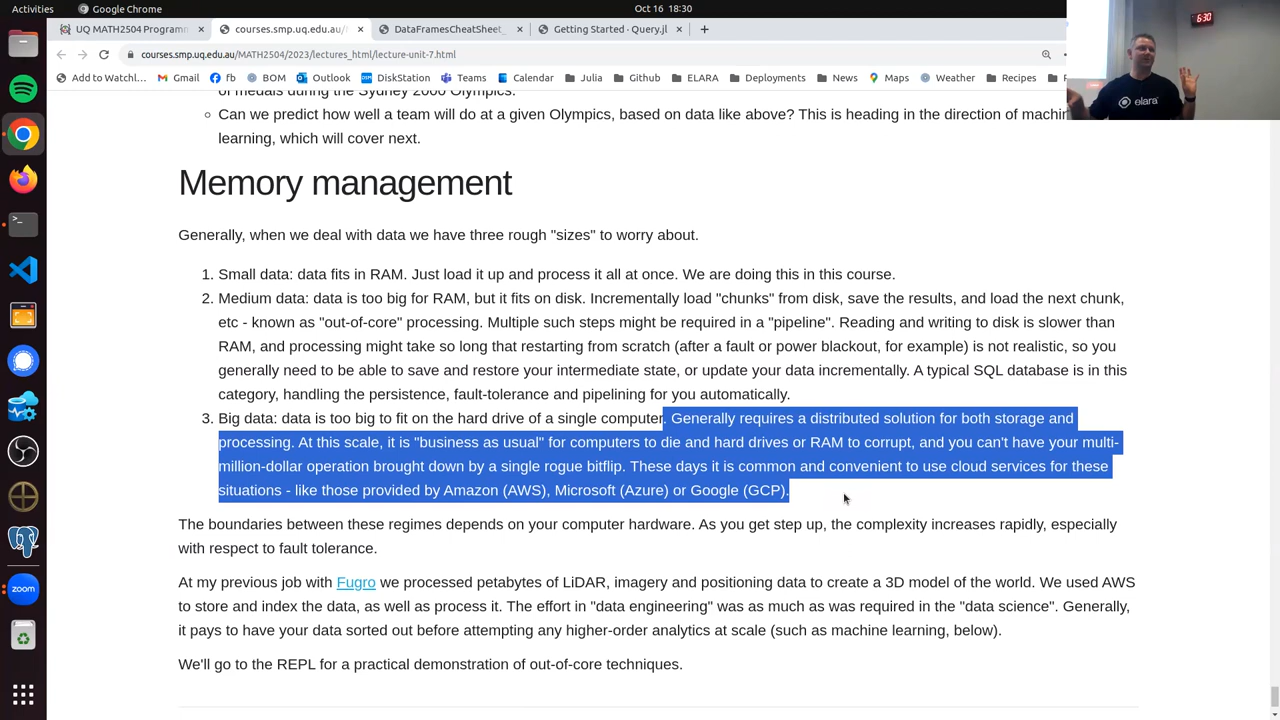 Activities
Google Chrome
Oct 16 18:30
UQ MATH2504 Programm
courses.smp.uq.edu.au/
DataFramesCheatSheet_
Getting Started · Query.jl
courses.smp.uq.edu.au/MATH2504/2023/lectures_html/lecture-unit-7.html
Add to Watchl…
Gmail
fb
BOM
Outlook
DiskStation
Teams
Calendar
Julia
Github
ELARA
Deployments
News
Maps
Weather
Recipes
6:30
elara
of medals during the Sydney 2000 Olympics.
Can we predict how well a team will do at a given Olympics, based on data like above? This is heading in the direction of machin
learning, which will cover next.
Memory management
Generally, when we deal with data we have three rough "sizes" to worry about.
1. Small data: data fits in RAM. Just load it up and process it all at once. We are doing this in this course.
2. Medium data: data is too big for RAM, but it fits on disk. Incrementally load "chunks" from disk, save the results, and load the next chunk,
etc - known as "out-of-core" processing. Multiple such steps might be required in a "pipeline". Reading and writing to disk is slower than
RAM, and processing might take so long that restarting from scratch (after a fault or power blackout, for example) is not realistic, so you
generally need to be able to save and restore your intermediate state, or update your data incrementally. A typical SQL database is in this
category, handling the persistence, fault-tolerance and pipelining for you automatically.
3. Big data: data is too big to fit on the hard drive of a single computer. Generally requires a distributed solution for both storage and
processing. At this scale, it is "business as usual" for computers to die and hard drives or RAM to corrupt, and you can't have your multi-
million-dollar operation brought down by a single rogue bitflip. These days it is common and convenient to use cloud services for these
situations - like those provided by Amazon (AWS), Microsoft (Azure) or Google (GCP).
The boundaries between these regimes depends on your computer hardware. As you get step up, the complexity increases rapidly, especially
with respect to fault tolerance.
At my previous job with Fugro we processed petabytes of LiDAR, imagery and positioning data to create a 3D model of the world. We used AWS
to store and index the data, as well as process it. The effort in "data engineering" was as much as was required in the "data science". Generally,
it pays to have your data sorted out before attempting any higher-order analytics at scale (such as machine learning, below).
We'll go to the REPL for a practical demonstration of out-of-core techniques.
zoom